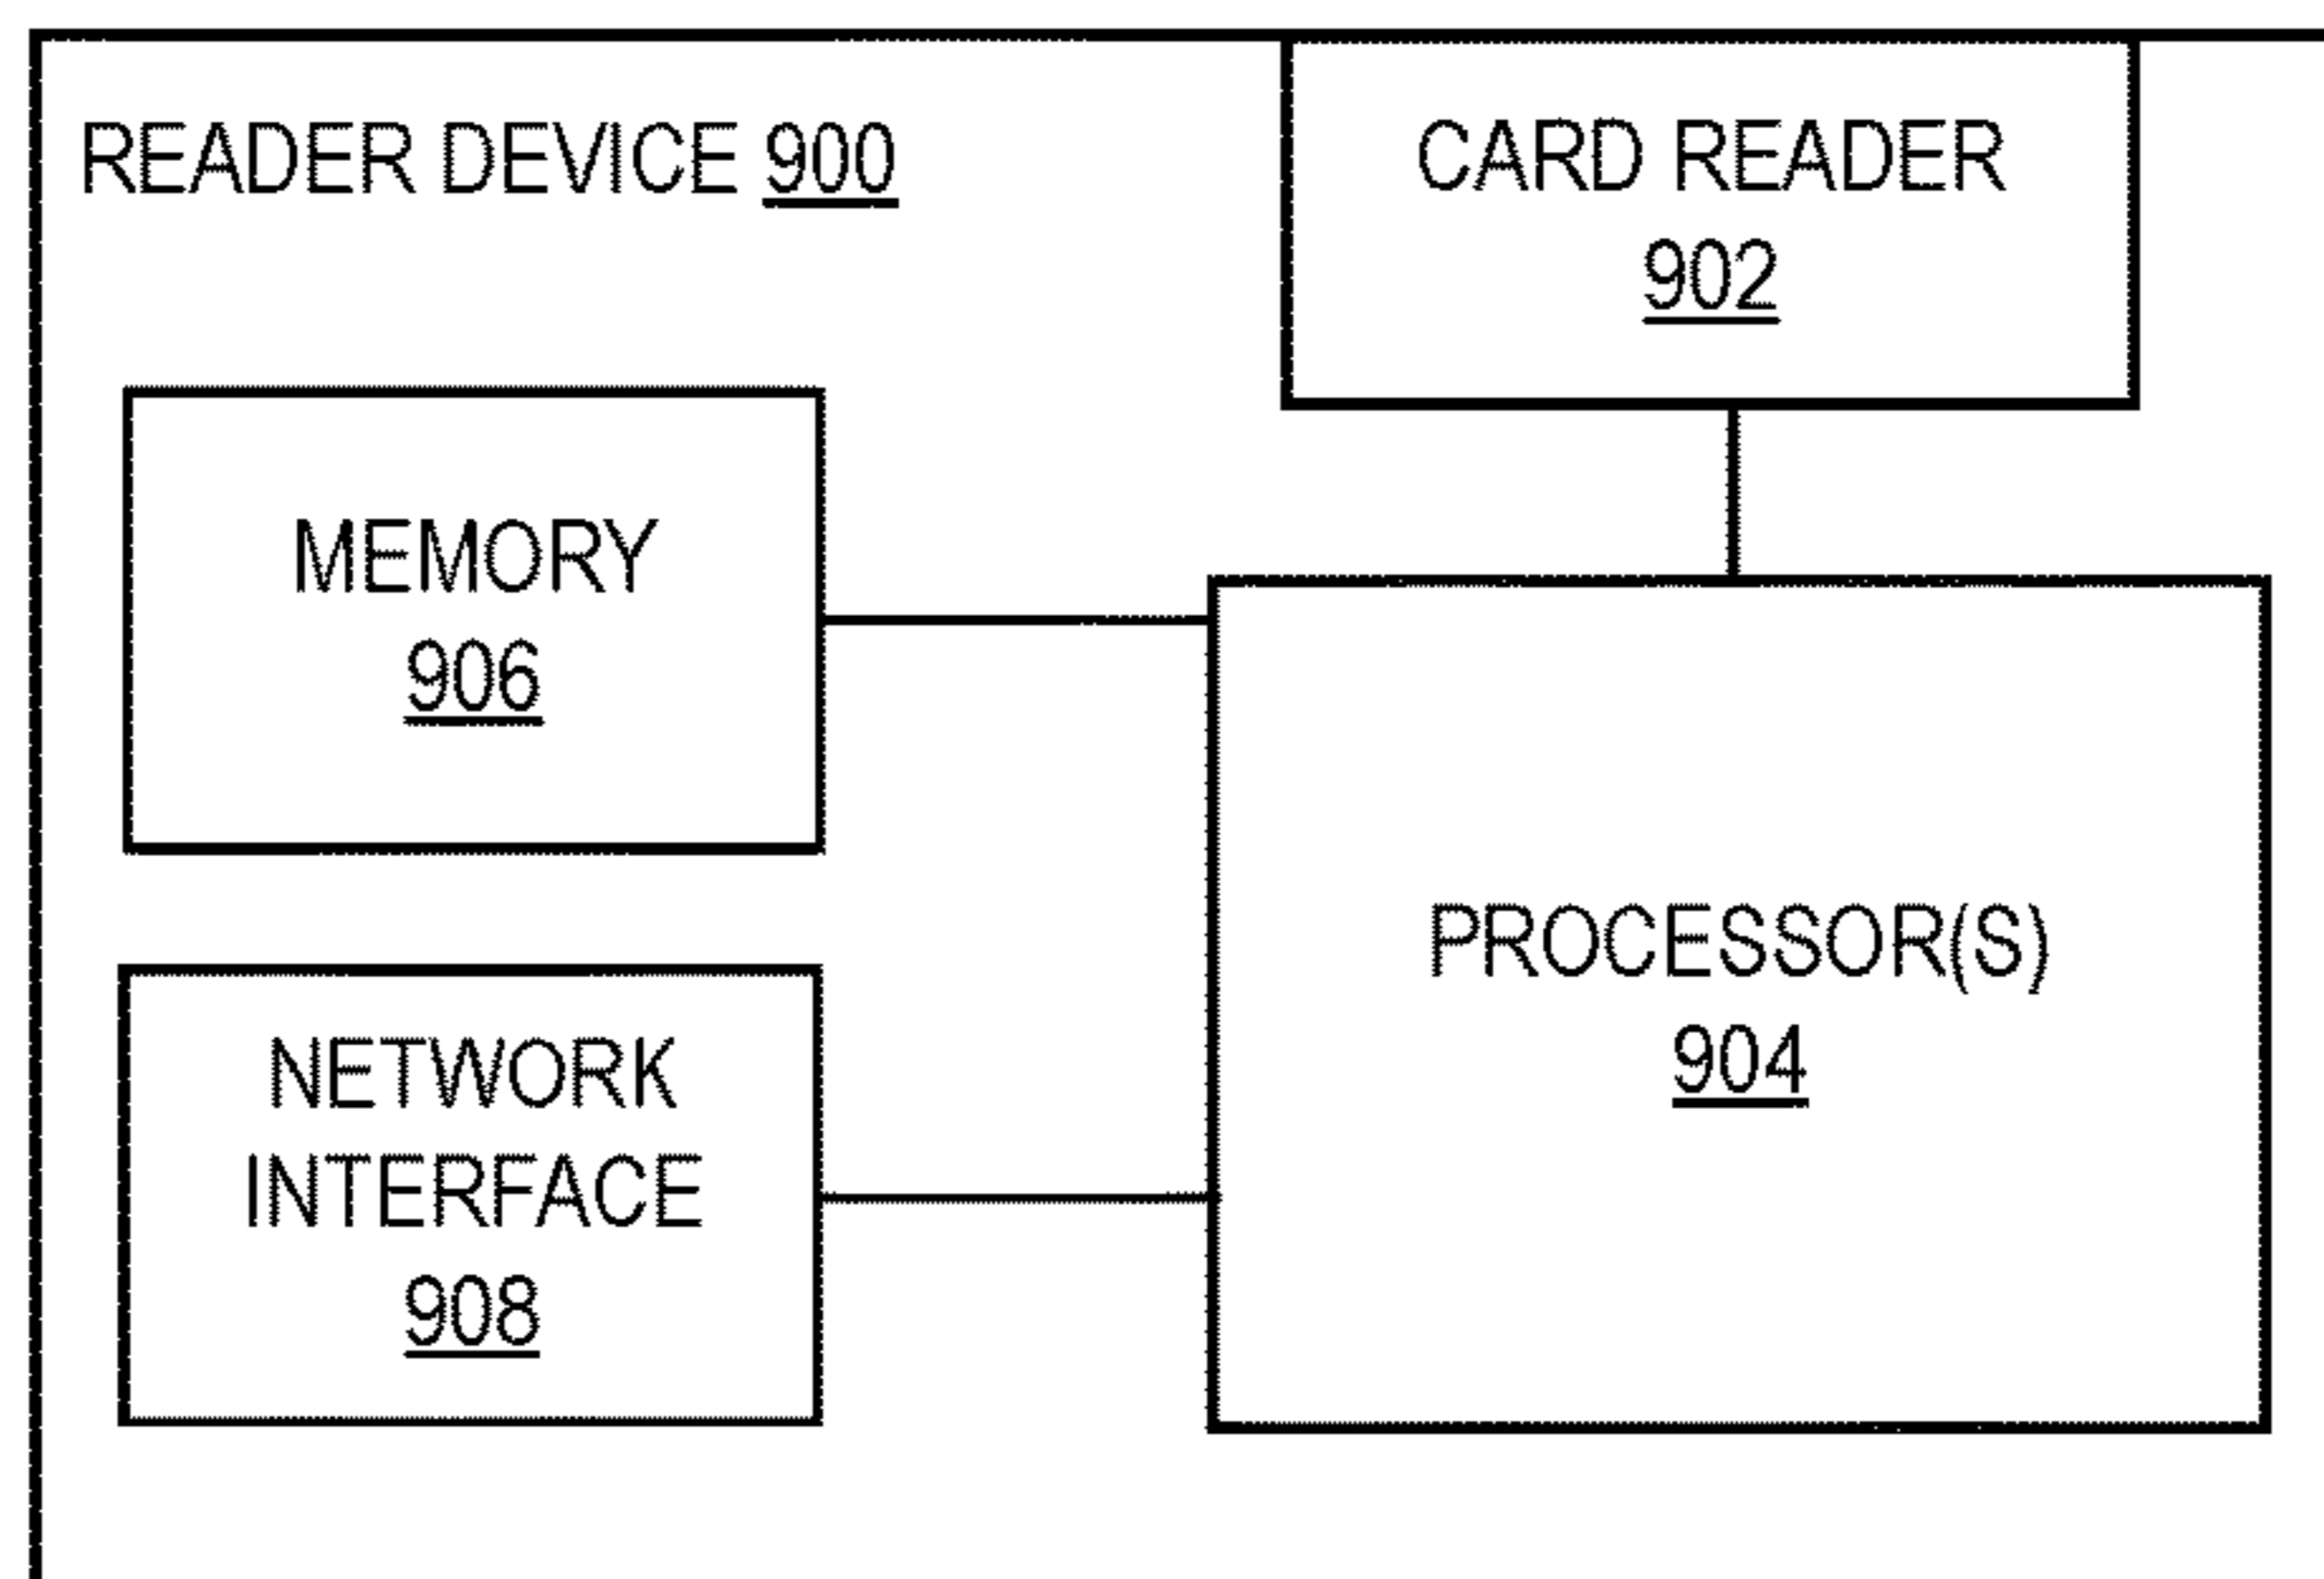 READER DEVICE 900
CARD READER
902
MEMORY
906
PROCESSOR(S)
904
NETWORK
INTERFACE
908